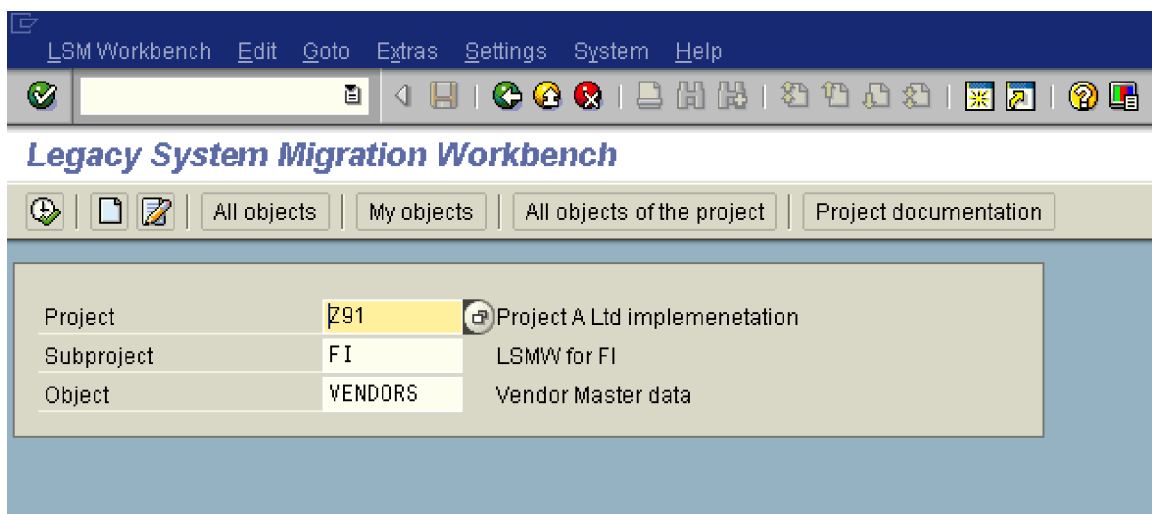 LSM Workbench Edit Goto Extras Settings System Help
Legacy System Migration Workbench
All objects My objects All objects of the project Project documentation
Project Z91 Project A Ltd implemenetation
Subproject FI LSMW for FI
Object VENDORS Vendor Master data